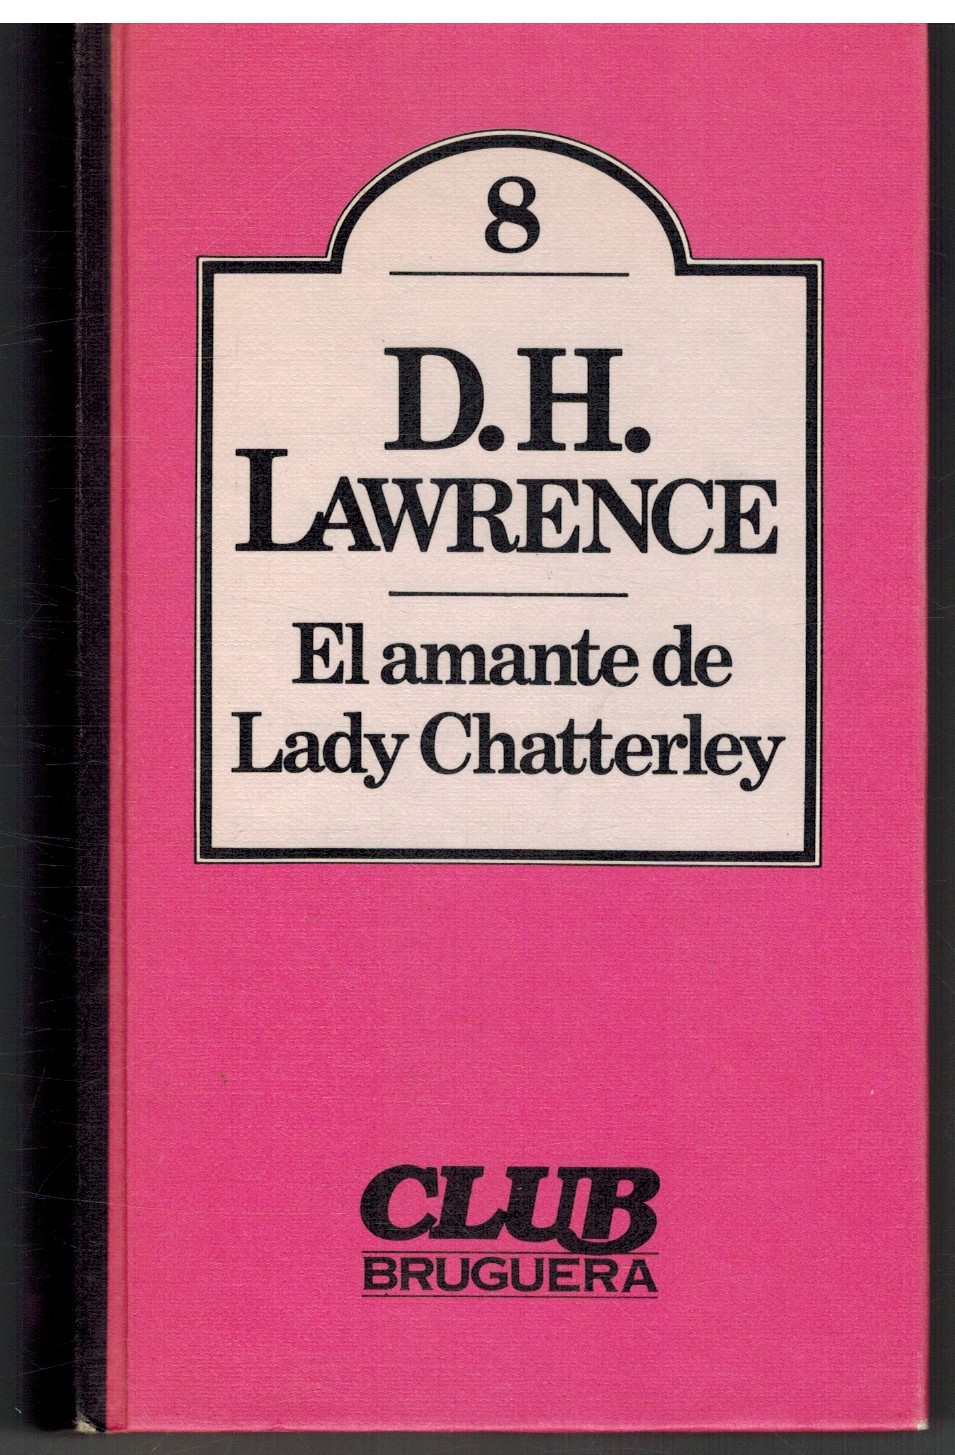 8
D.H.
LAWRENCE
El amante de
Lady Chatterley
CLUB
BRUGUERA